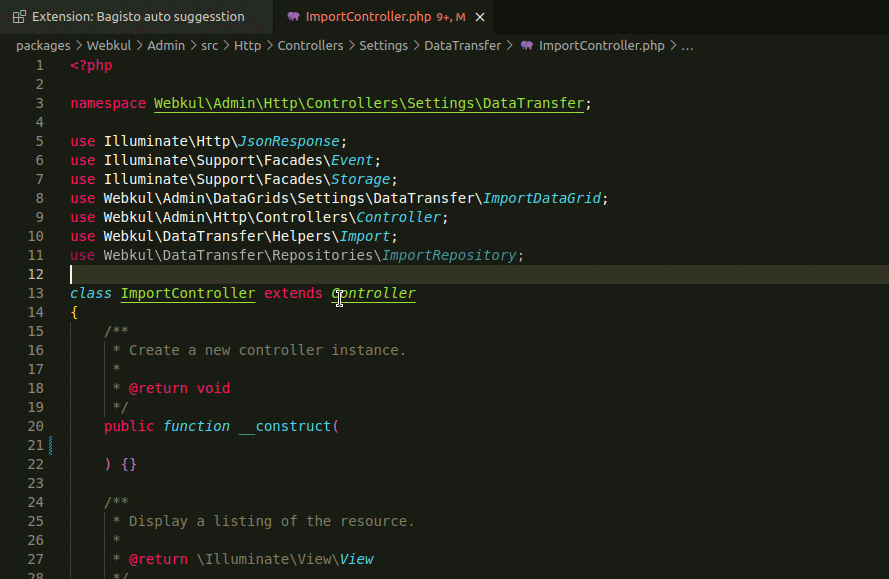 Extension: Bagisto auto suggesstion
ImportController.php 9+, M
packages > Webkul > Admin > src > Http > Controllers > Settings > DataTransfer > ImportController.php > ...
1 <?php
2
3 namespace Webkul\Admin\Http\Controllers\Settings\DataTransfer;
4
5 use Illuminate\Http\JsonResponse;
6 use Illuminate\Support\Facades\Event;
7 use Illuminate\Support\Facades\Storage;
8 use Webkul\Admin\DataGrids\Settings\DataTransfer\ImportDataGrid;
9 use Webkul\Admin\Http\Controllers\Controller;
10 use Webkul\DataTransfer\Helpers\Import;
11 use Webkul\DataTransfer\Repositories\ImportRepository;
12
13 class ImportController extends Controller
14 {
15 /**
16 * Create a new controller instance.
17 *
18 * @return void
19 */
20 public function __construct(
21
22 ) {}
23
24 /**
25 * Display a listing of the resource.
26 *
27 * @return \Illuminate\View\View
28 */